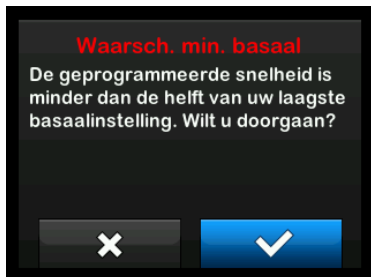 Waarsch. min. basaal
De geprogrammeerde snelheid is
minder dan de helft van uw laagste
basaalinstelling. Wilt u doorgaan?